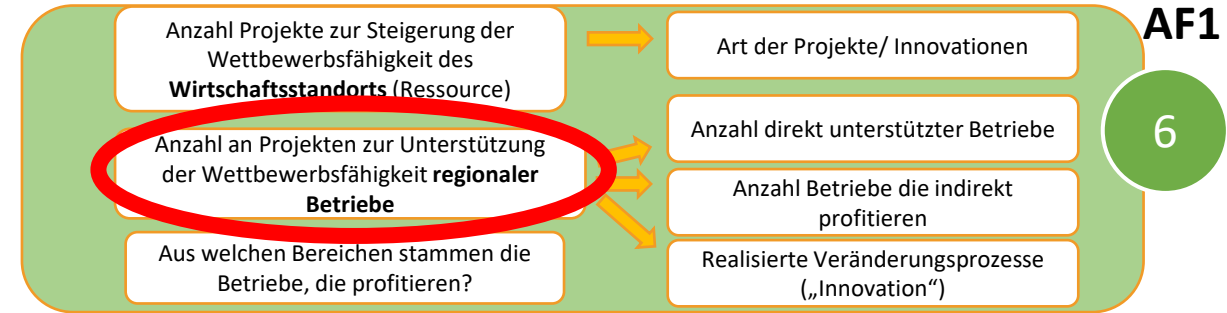 Anzahl Projekte zur Steigerung der
Wettbewerbsfähigkeit des
Wirtschaftsstandorts (Ressource)
Art der Projekte/ Innovationen
AF1
Anzahl an Projekten zur Unterstützung
der Wettbewerbsfähigkeit regionaler
Betriebe
Anzahl direkt unterstützter Betriebe
6
Anzahl Betriebe die indirekt
profitieren
Aus welchen Bereichen stammen die
Betriebe, die profitieren?
Realisierte Veränderungsprozesse
(„Innovation“)